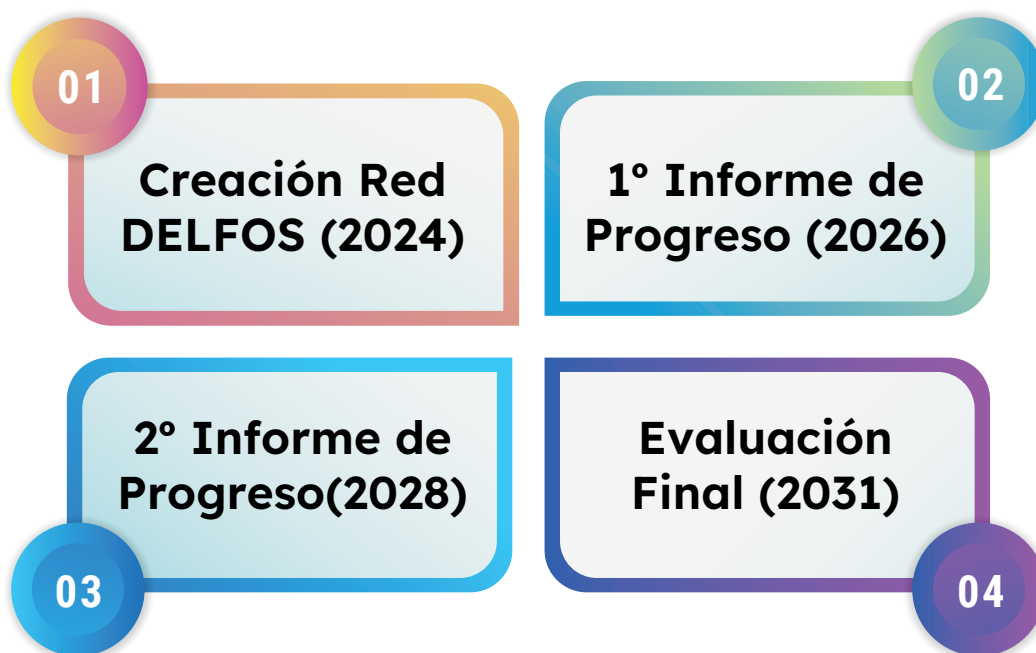 01
Creación Red
DELFOS (2024)
02
1º Informe de
Progreso (2026)
03
2º Informe de
Progreso(2028)
04
Evaluación
Final (2031)